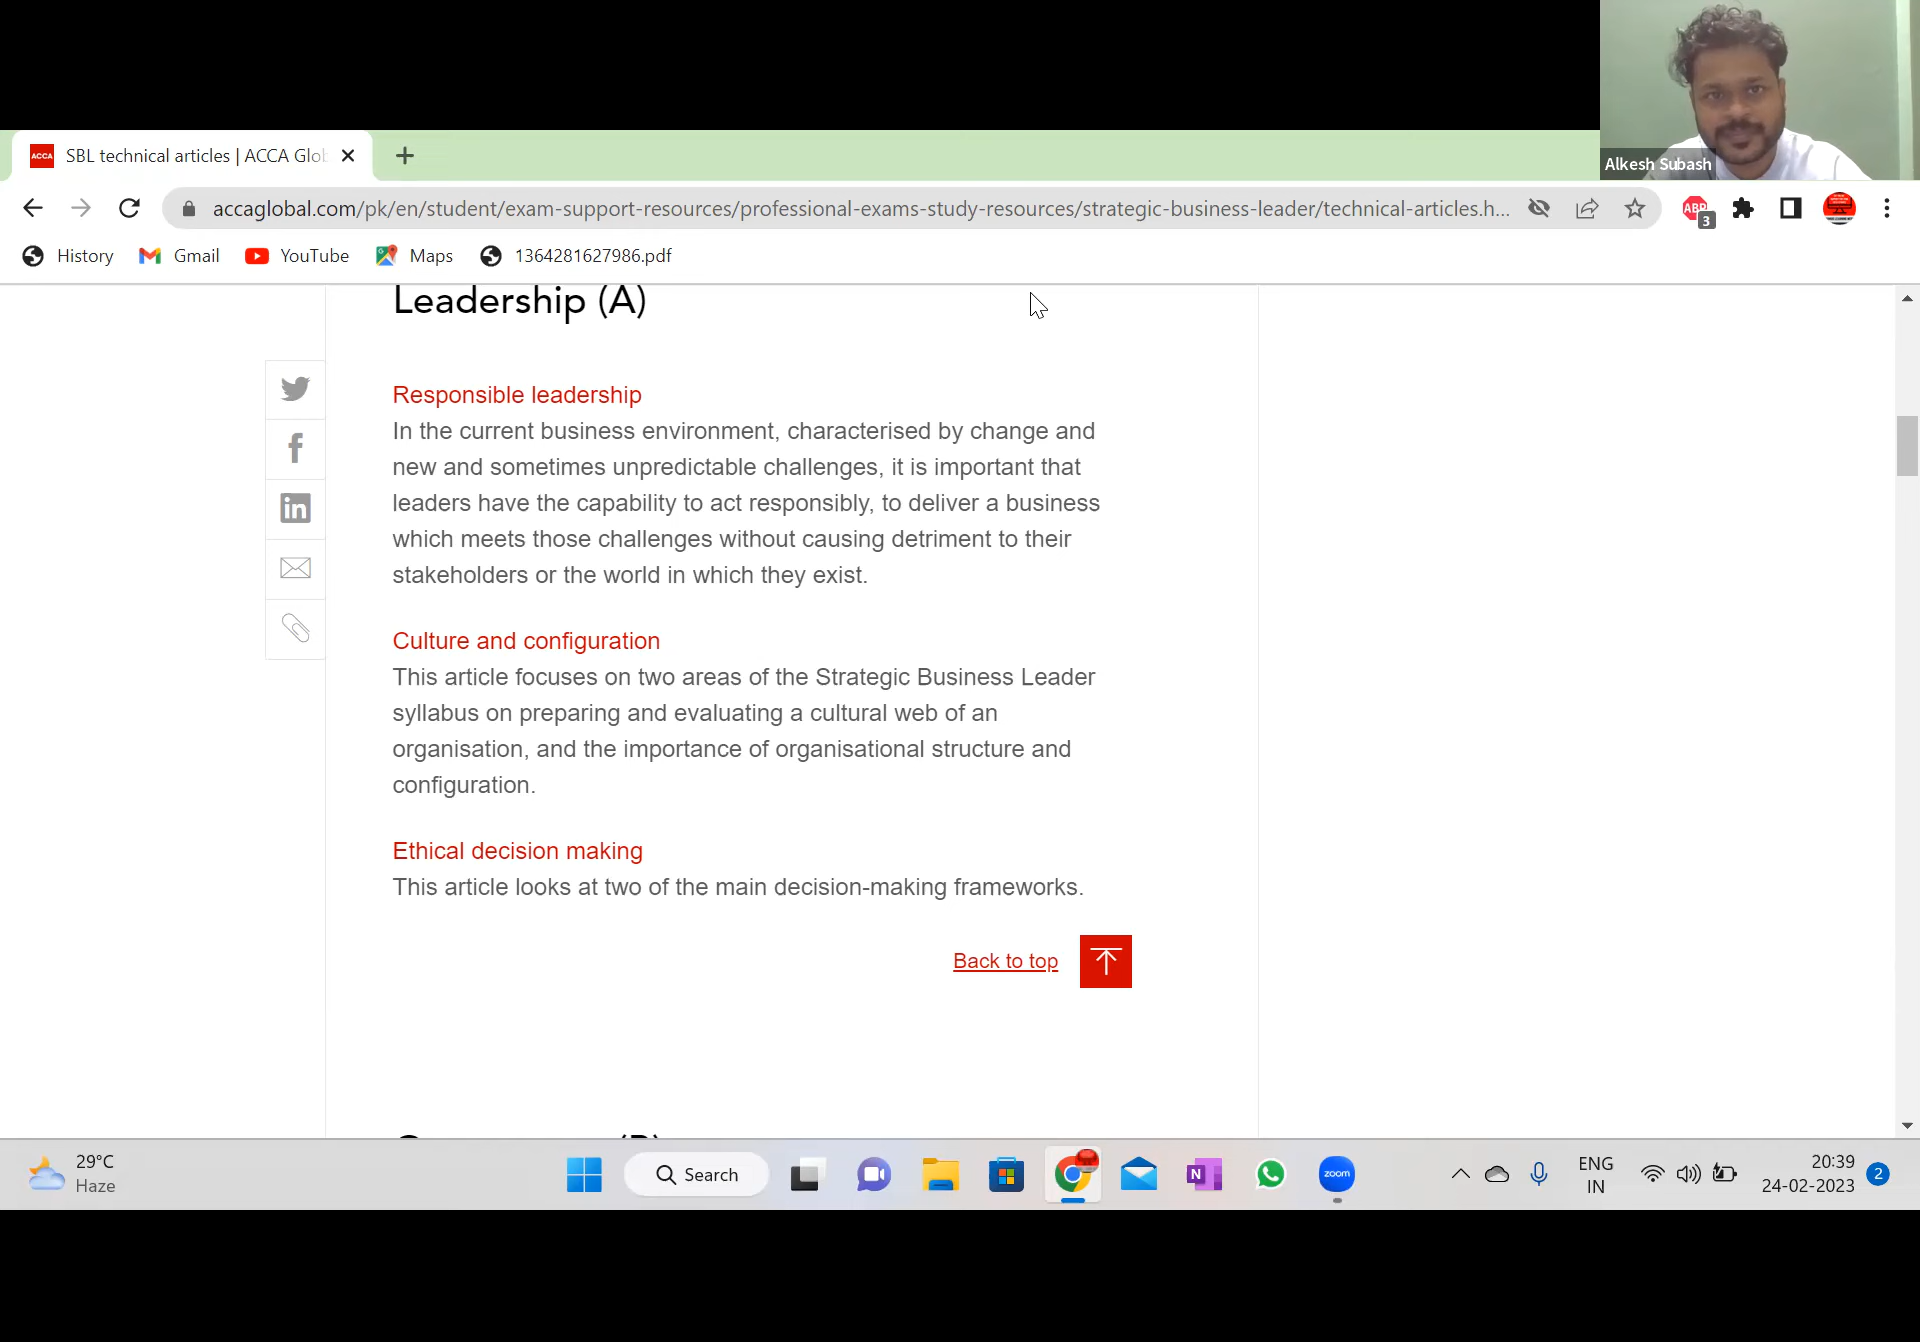 Alkesh Subash
ACCA SBL technical articles | ACCA Glob
accaglobal.com/pk/en/student/exam-support-resources/professional-exams-study-resources/strategic-business-leader/technical-articles.h...
ABP 3
History Gmail YouTube Maps 1364281627986.pdf
Leadership (A)
Responsible leadership
In the current business environment, characterised by change and
new and sometimes unpredictable challenges, it is important that
leaders have the capability to act responsibly, to deliver a business
which meets those challenges without causing detriment to their
stakeholders or the world in which they exist.
Culture and configuration
This article focuses on two areas of the Strategic Business Leader
syllabus on preparing and evaluating a cultural web of an
organisation, and the importance of organisational structure and
configuration.
Ethical decision making
This article looks at two of the main decision-making frameworks.
Back to top
29°C
Haze
Search
zoom
ENG
IN
20:39
24-02-2023
2